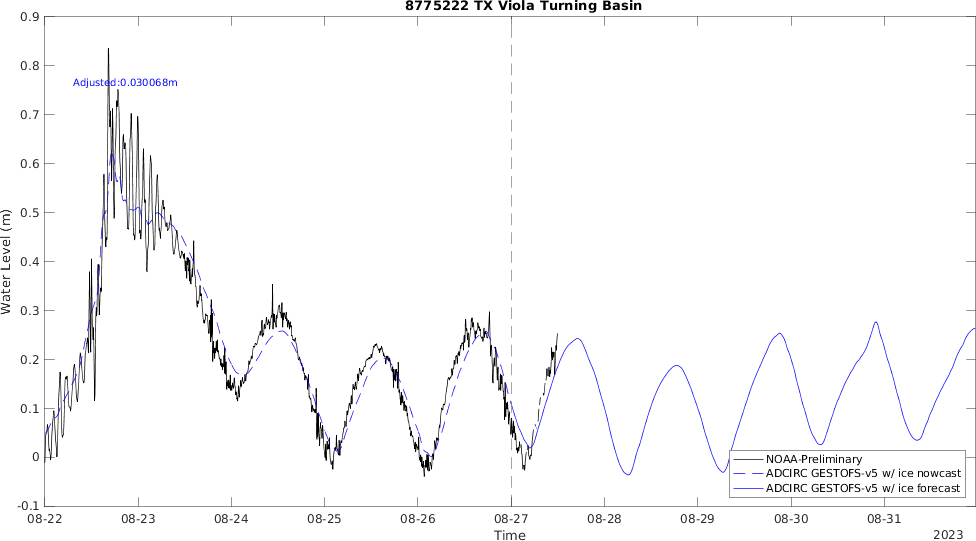 8775222 TX Viola Turning Basin
0.9
0.8
Adjusted:0.030068m
0.7
0.6
0.5
0.4
0.3
0.2
0.1
0
-0.1
Water Level (m)
NOAA-Preliminary
ADCIRC GESTOFS-v5 w/ ice nowcast
ADCIRC GESTOFS-v5 w/ ice forecast
08-22 08-23 08-24 08-25 08-26 08-27 08-28 08-29 08-30 08-31
Time
2023